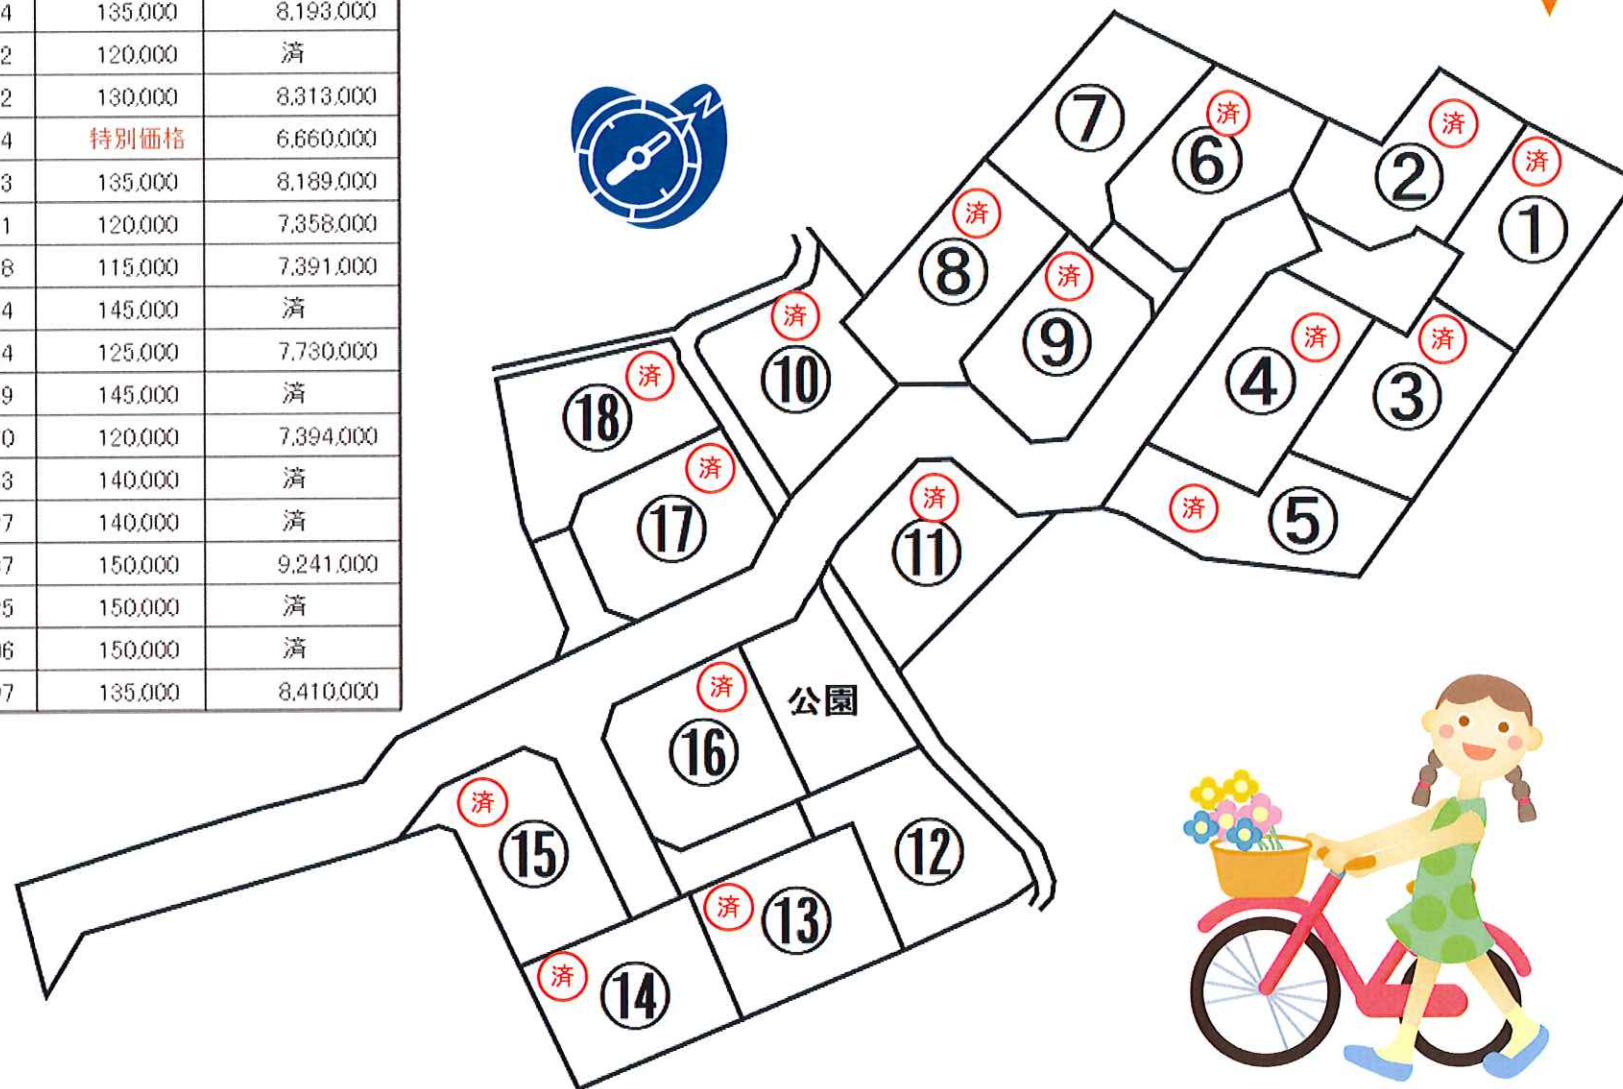 4 135.000 8.193.000
2 120.000 済
2 130.000 8.313.000
4 特別価格 6.660.000
3 135.000 8.189.000
1 120.000 7.358.000
8 115.000 7.391.000
4 145.000 済
4 125.000 7.730.000
9 145.000 済
0 120.000 7.394.000
3 140.000 済
7 140.000 済
7 150.000 9.241.000
5 150.000 済
6 150.000 済
7 135.000 8.410.000
N
⑦
済
⑥
済
②
済
①
済
⑧
済
⑨
済
④
済
③
済
⑩
済
⑱
済
⑰
済
⑪
済
⑤
公園
済
⑯
済
⑮
⑫
済
⑬
済
⑭